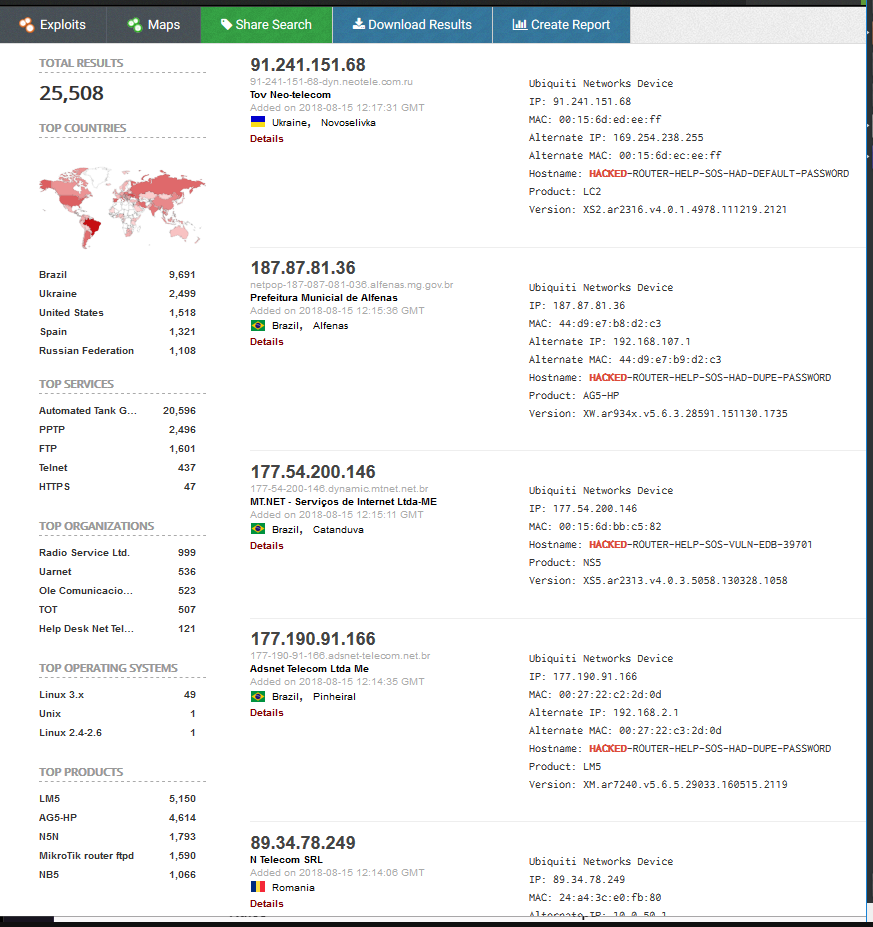 Exploits
Maps
Share Search
Download Results
Create Report
TOTAL RESULTS
25,508
TOP COUNTRIES
Brazil 9,691
Ukraine 2,499
United States 1,518
Spain 1,321
Russian Federation 1,108
TOP SERVICES
Automated Tank G... 20,596
PPTP 2,496
FTP 1,601
Telnet 437
HTTPS 47
TOP ORGANIZATIONS
Radio Service Ltd. 999
Uarnet 536
Ole Comunicacio... 523
TOT 507
Help Desk Net Tel... 121
TOP OPERATING SYSTEMS
Linux 3.x 49
Unix 1
Linux 2.4-2.6 1
TOP PRODUCTS
LM5 5,150
AG5-HP 4,614
N5N 1,793
MikroTik router ftpd 1,590
NB5 1,066
91.241.151.68
91-241-151-68-dyn.neotele.com.ru
Tov Neo-telecom
Added on 2018-08-15 12:17:31 GMT
Ukraine, Novoselivka
Details
Ubiquiti Networks Device
IP: 91.241.151.68
MAC: 00:15:6d:ed:ee:ff
Alternate IP: 169.254.238.255
Alternate MAC: 00:15:6d:ec:ee:ff
Hostname: HACKED-ROUTER-HELP-SOS-HAD-DEFAULT-PASSWORD
Product: LC2
Version: XS2.ar2316.v4.0.1.4978.111219.2121
187.87.81.36
netpop-187-087-081-036.alfenas.mg.gov.br
Prefeitura Municial de Alfenas
Added on 2018-08-15 12:15:36 GMT
Brazil, Alfenas
Details
Ubiquiti Networks Device
IP: 187.87.81.36
MAC: 44:d9:e7:b8:d2:c3
Alternate IP: 192.168.107.1
Alternate MAC: 44:d9:e7:b9:d2:c3
Hostname: HACKED-ROUTER-HELP-SOS-HAD-DUPE-PASSWORD
Product: AG5-HP
Version: XW.ar934x.v5.6.3.28591.151130.1735
177.54.200.146
177-54-200-146.dynamic.mtnet.net.br
MT.NET - Serviços de Internet Ltda-ME
Added on 2018-08-15 12:15:11 GMT
Brazil, Catanduva
Details
Ubiquiti Networks Device
IP: 177.54.200.146
MAC: 00:15:6d:bb:c5:82
Hostname: HACKED-ROUTER-HELP-SOS-VULN-EDB-39701
Product: NS5
Version: XS5.ar2313.v4.0.3.5058.130328.1058
177.190.91.166
177-190-91-166.adsnet-telecom.net.br
Adsnet Telecom Ltda Me
Added on 2018-08-15 12:14:35 GMT
Brazil, Pinheiral
Details
Ubiquiti Networks Device
IP: 177.190.91.166
MAC: 00:27:22:c2:2d:0d
Alternate IP: 192.168.2.1
Alternate MAC: 00:27:22:c3:2d:0d
Hostname: HACKED-ROUTER-HELP-SOS-HAD-DUPE-PASSWORD
Product: LM5
Version: XM.ar7240.v5.6.5.29033.160515.2119
89.34.78.249
N Telecom SRL
Added on 2018-08-15 12:14:06 GMT
Romania
Details
Ubiquiti Networks Device
IP: 89.34.78.249
MAC: 24:a4:3c:e0:fb:80
Alternate IP: 10.0.50.1